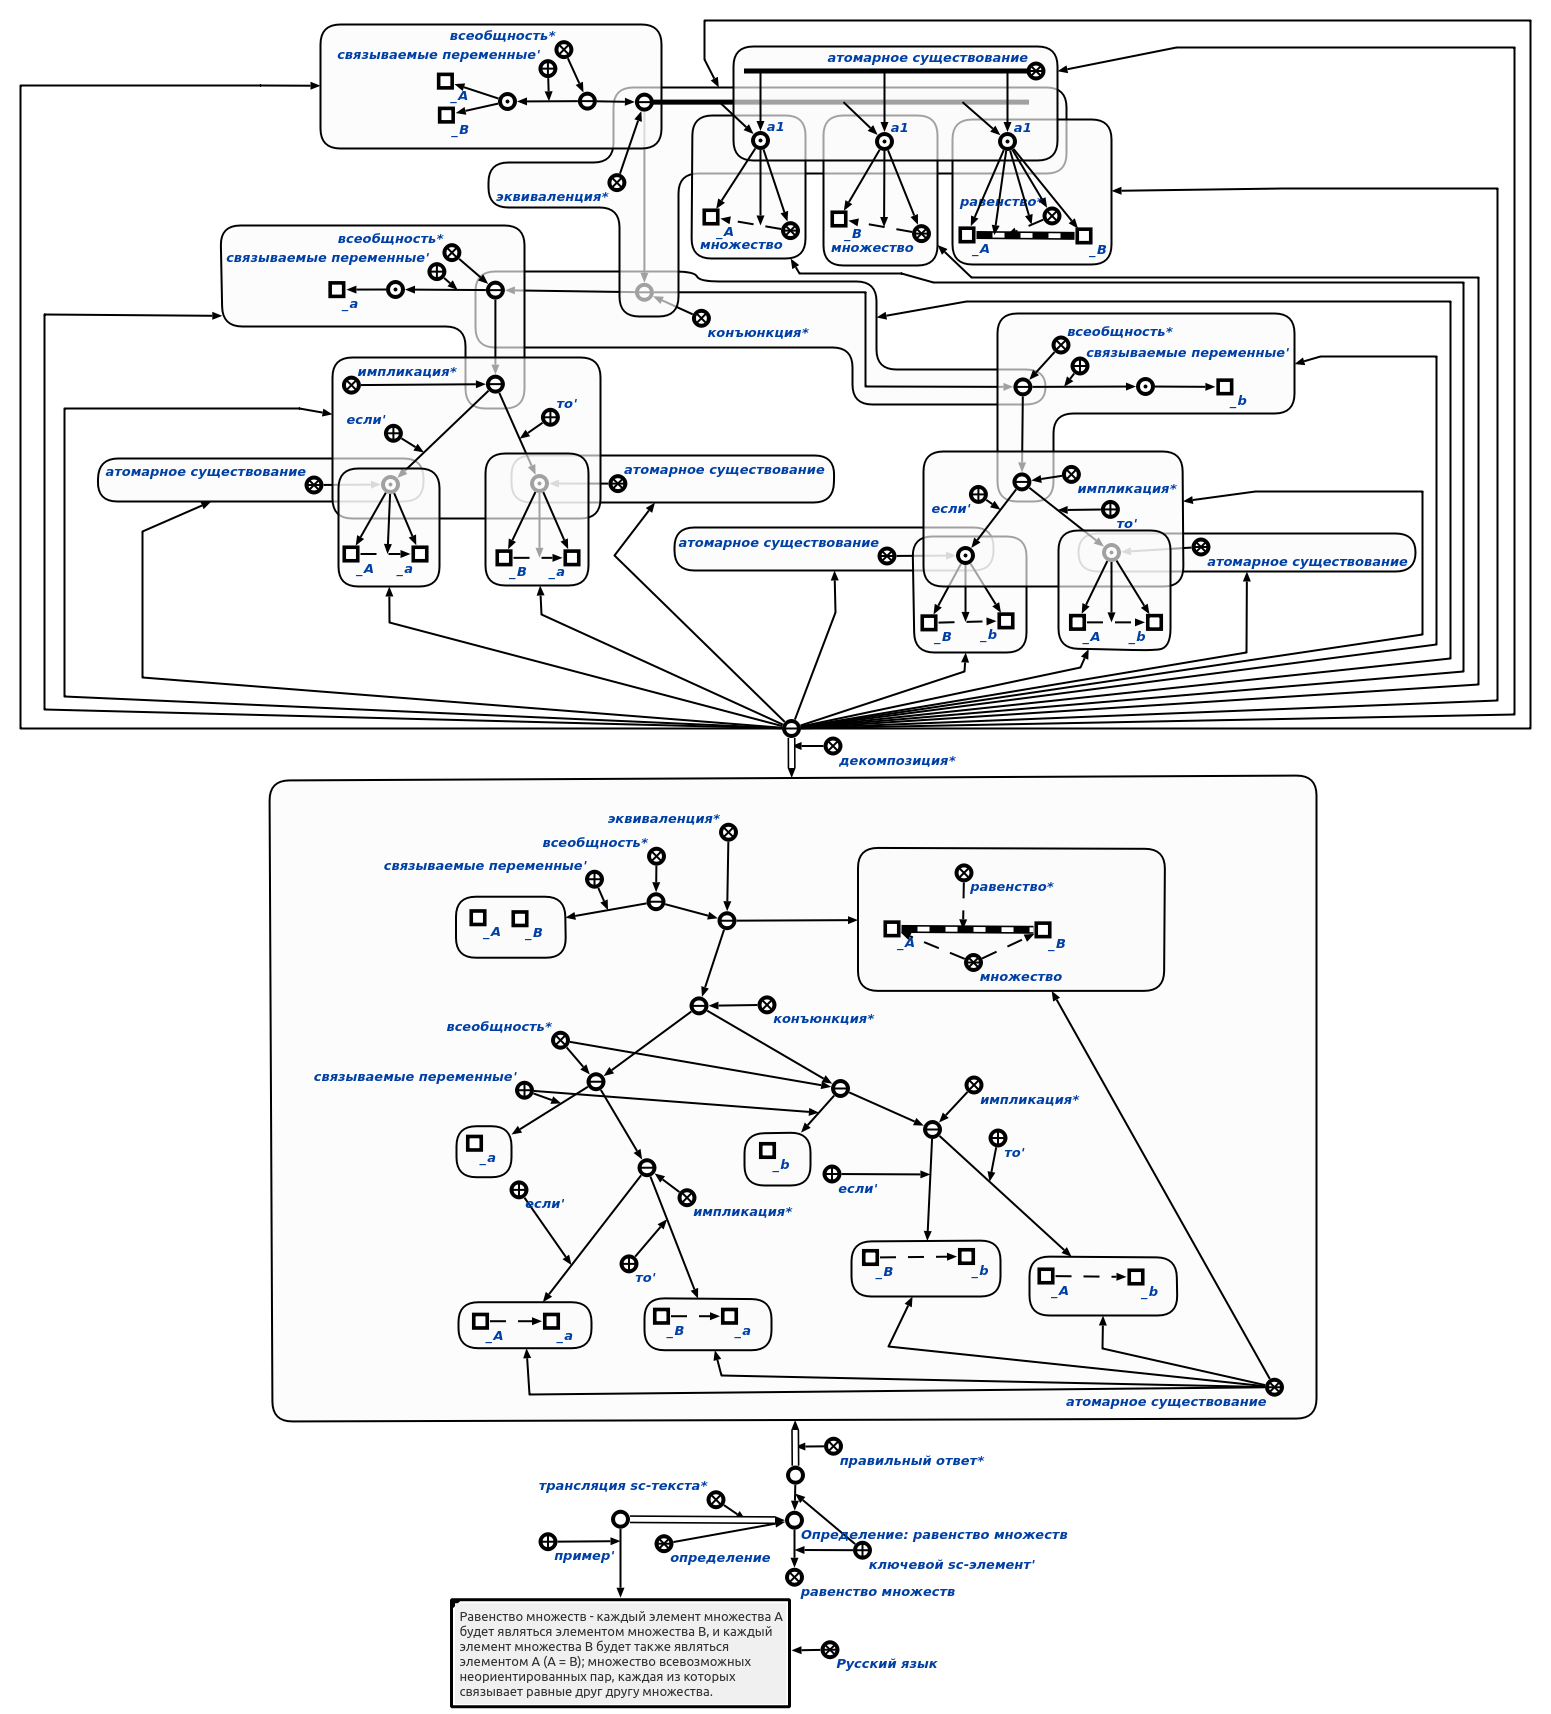 всеобщность*
связываемые переменные'
_A
_B
эквиваленция*
атомарное существование
a1
a1
a1
_A
множество
_B
множество
равенство*
_A
_B
всеобщность*
связываемые переменные'
_a
конъюнкция*
всеобщность*
связываемые переменные'
_b
импликация*
если'
то'
атомарное существование
атомарное существование
_A
_a
_B
_a
импликация*
если'
то'
атомарное существование
атомарное существование
_B
_b
_A
_b
декомпозиция*
эквиваленция*
всеобщность*
связываемые переменные'
_A
_B
равенство*
_A
_B
множество
конъюнкция*
всеобщность*
связываемые переменные'
импликация*
_a
_b
то'
если'
если'
импликация*
то'
_B
_b
_A
_b
_A
_a
_B
_a
атомарное существование
правильный ответ*
трансляция sc-текста*
Определение: равенство множеств
пример'
определение
ключевой sc-элемент'
равенство множеств
Равенство множеств - каждый элемент множества A
будет являться элементом множества B, и каждый
элемент множества B будет также являться
элементом A (A = B); множество всевозможных
неориентированных пар, каждая из которых
связывает равные друг другу множества.
Русский язык